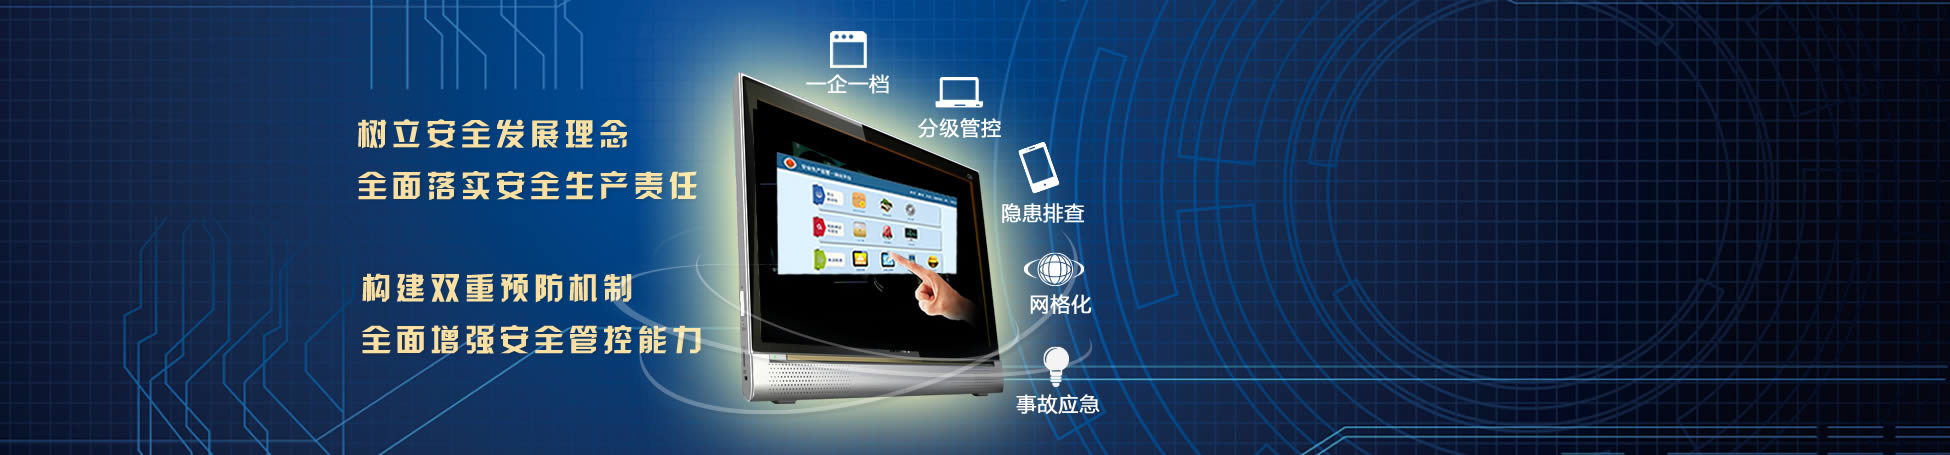 树立安全发展理念
全面落实安全生产责任
构建双重预防机制
全面增强安全管控能力
一企一档
分级管控
隐患排查
网格化
事故应急